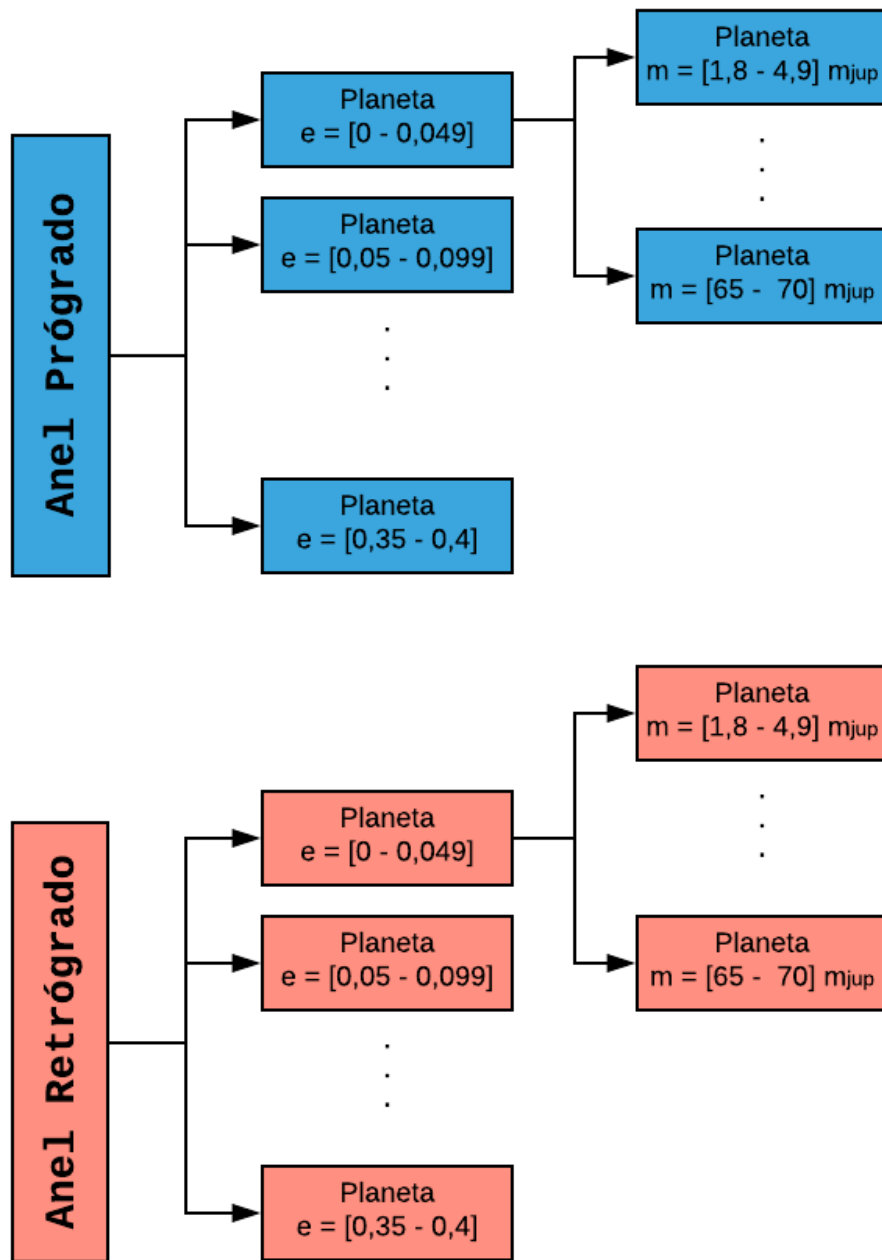 Anel Prógrado
Planeta
e = [0 - 0,049]
Planeta
e = [0,05 - 0,099]
.
.
.
Planeta
e = [0,35 - 0,4]
Planeta
m = [1,8 - 4,9] mjup
.
.
.
Planeta
m = [65 - 70] mjup
Anel Retrógrado
Planeta
e = [0 - 0,049]
Planeta
e = [0,05 - 0,099]
.
.
.
Planeta
e = [0,35 - 0,4]
Planeta
m = [1,8 - 4,9] mjup
.
.
.
Planeta
m = [65 - 70] mjup